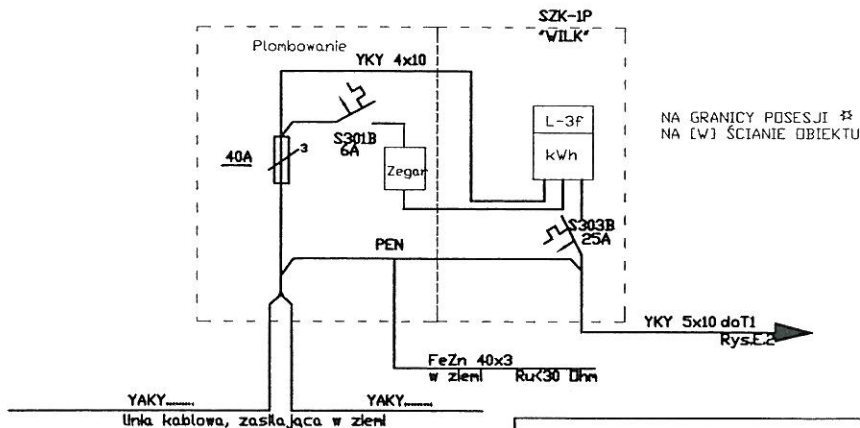 SZK-1P
"WILK"
Plombowanie
YKY 4x10
L-3f
kWh
NA GRANICY POSESJI ¤
NA [W] ŚCIANIE OBIEKTU
S301B
6A
40A
3
Zegar
S303B
25A
PEN
YKY 5x10 doT1
Rys.E.2
FeZn 40x3
w ziemi Ru<30 Ohm
YAKY........ YAKY........
linia kablowa, zasilająca w ziemi